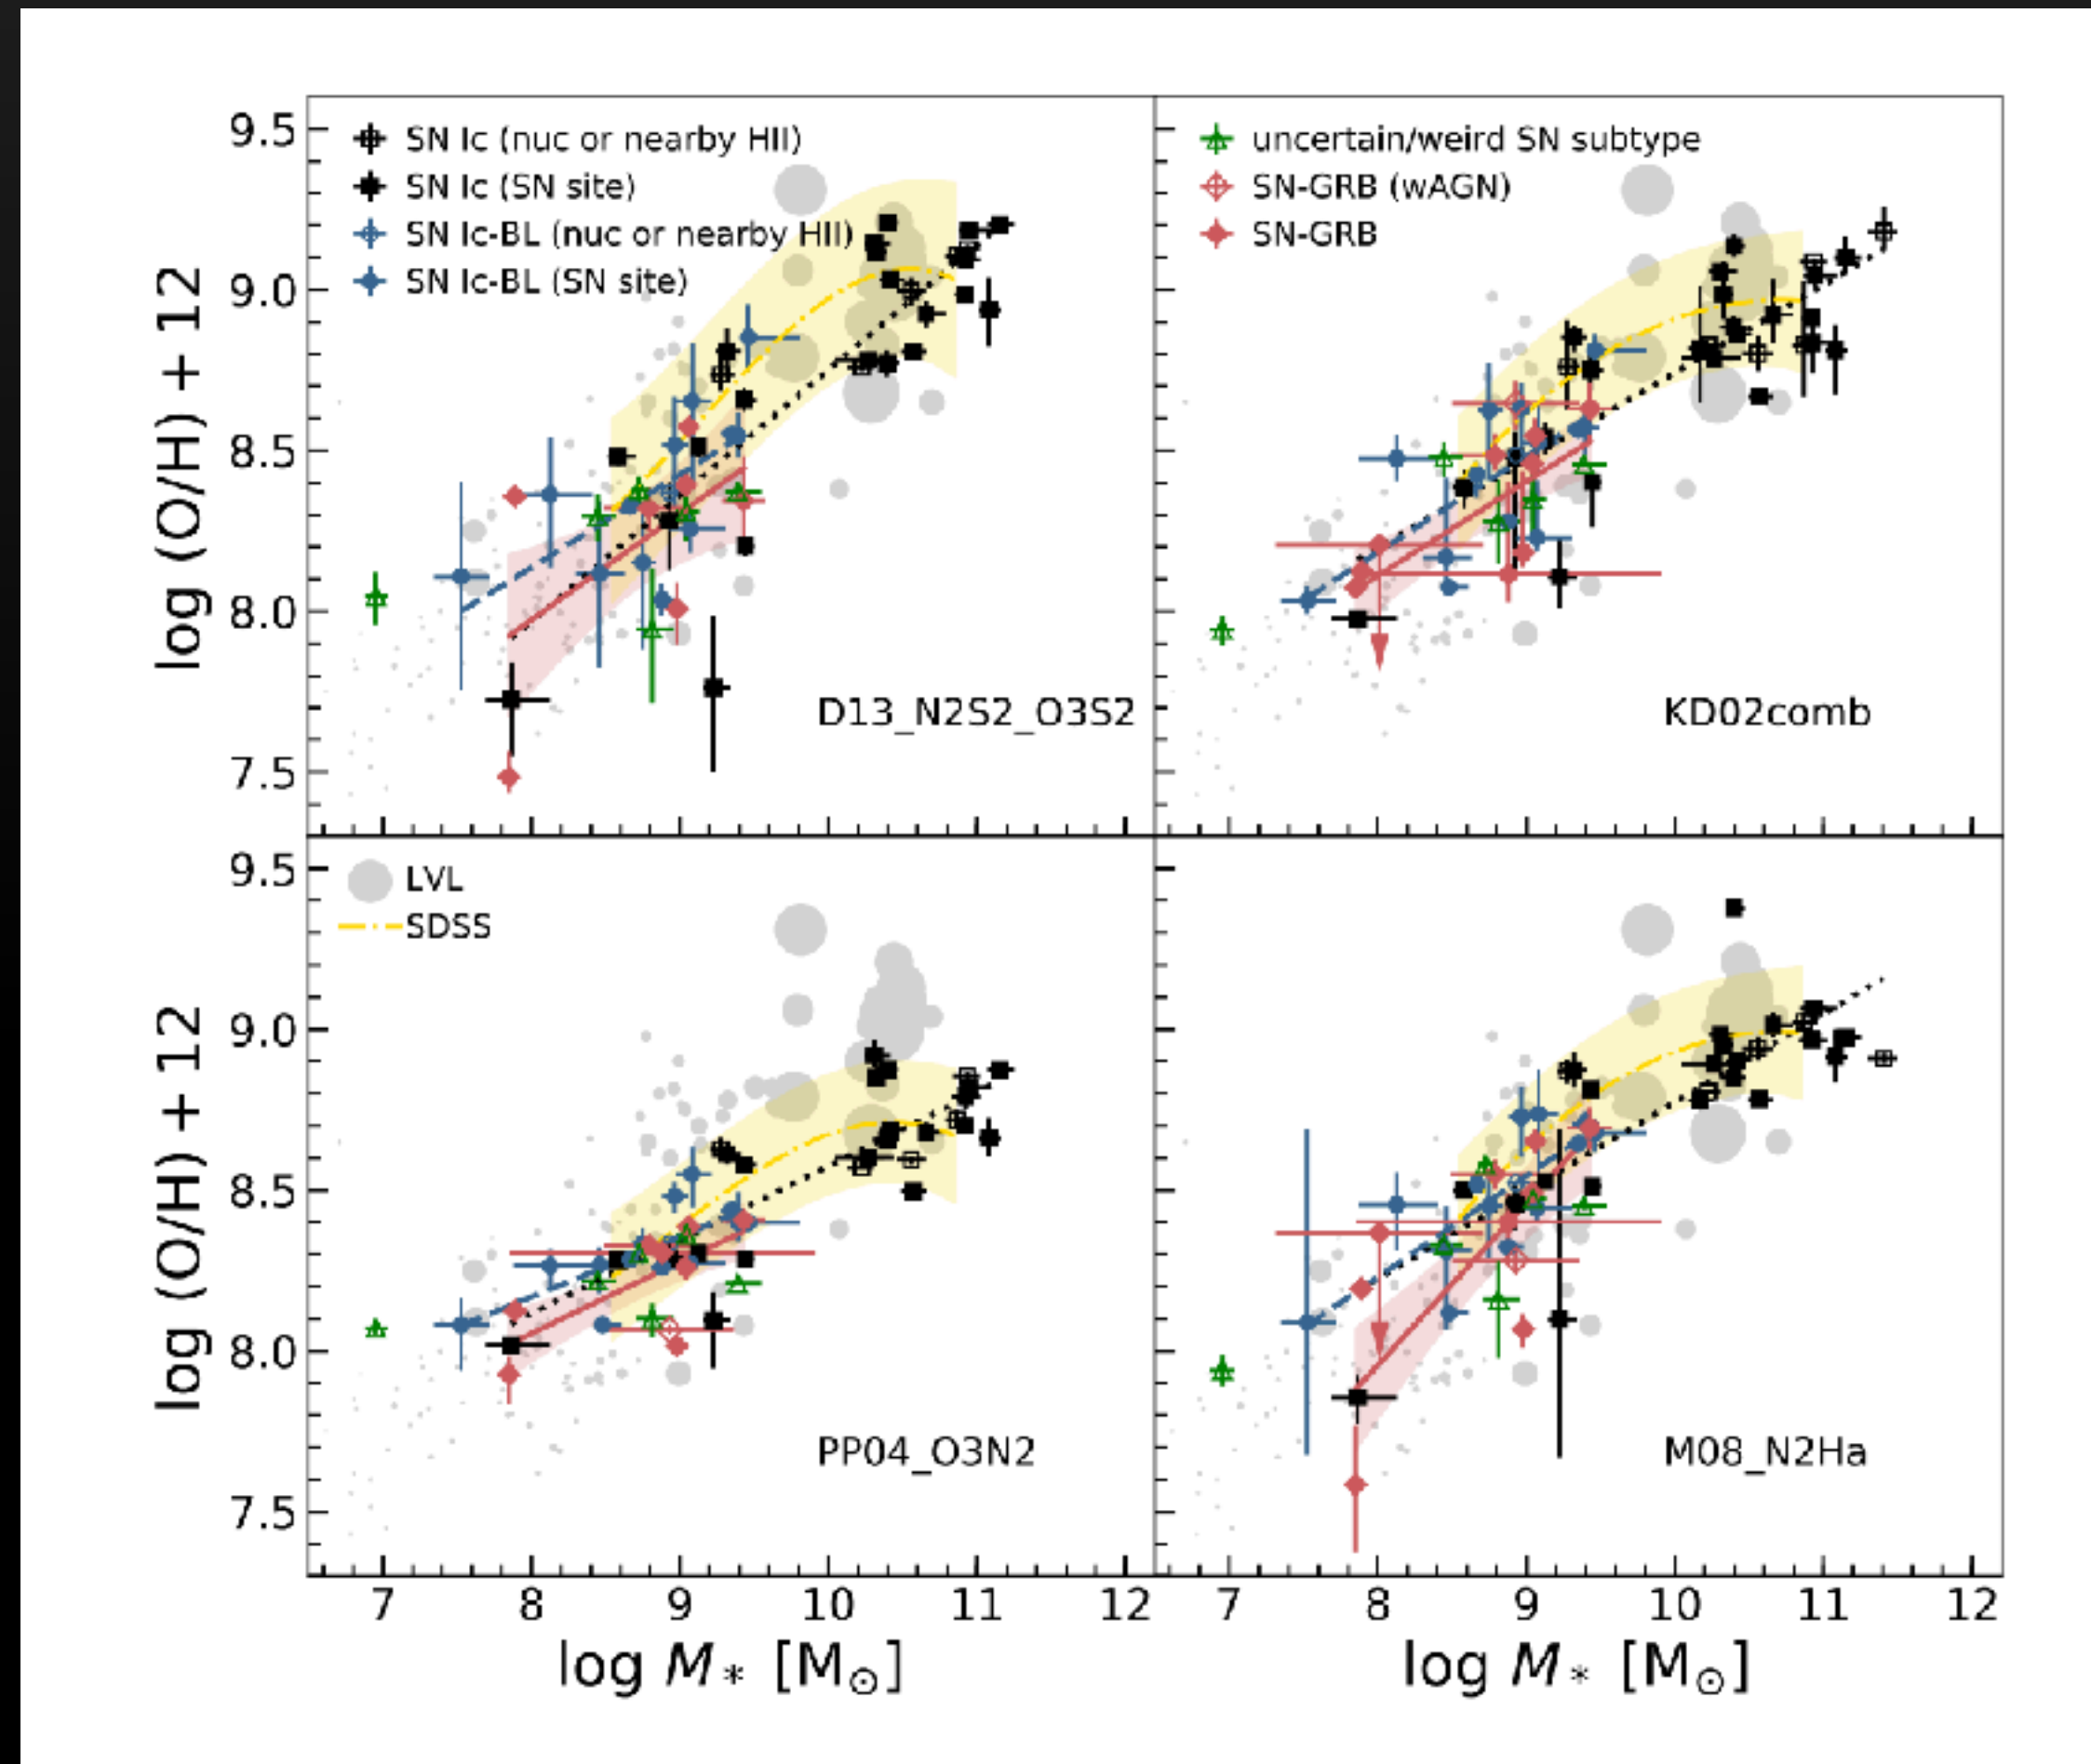 9.5
SN Ic (nuc or nearby HII)
SN Ic (SN site)
SN Ic-BL (nuc or nearby HII)
SN Ic-BL (SN site)
9.0
8.5
8.0
7.5
log (O/H) + 12
D13_N2S2_O3S2
uncertain/weird SN subtype
SN-GRB (wAGN)
SN-GRB
KD02comb
9.5
LVL
SDSS
9.0
8.5
8.0
7.5
log (O/H) + 12
PP04_O3N2
M08_N2Ha
7 8 9 10 11 12
7 8 9 10 11 12
log M* [M⊙]
log M* [M⊙]